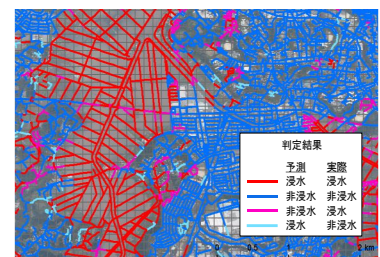 判定結果
予測 実際
浸水 浸水
非浸水 非浸水
非浸水 浸水
浸水 非浸水
0 0.5 1 2 km